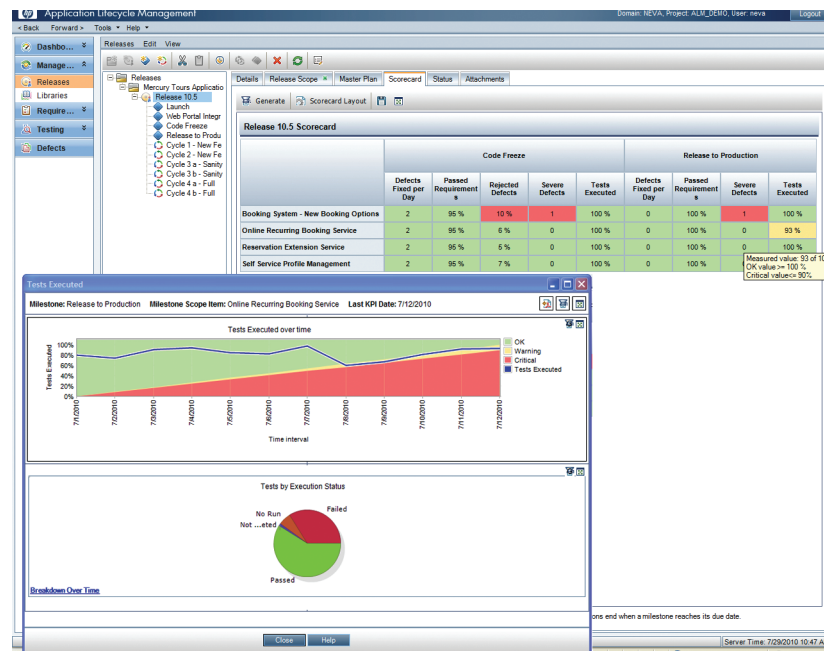 Application Lifecycle Management
Domain: NEVA, Project: ALM_DEMO, User: neva
Logout
< Back Forward > Tools Help
Dashbo...
Manage...
Releases
Libraries
Require...
Testing
Defects
Releases Edit View
Releases
Mercury Tours Applicatio
Release 10.5
Launch
Web Portal Integr
Code Freeze
Release to Produ
Cycle 1 - New Fe
Cycle 2 - New Fe
Cycle 3 a - Sanity
Cycle 3 b - Sanity
Cycle 4 a - Full
Cycle 4 b - Full
Details Release Scope Master Plan Scorecard Status Attachments
Generate Scorecard Layout
Release 10.5 Scorecard
Code Freeze Release to Production
Defects Fixed per Day Passed Requirements Rejected Defects Severe Defects Tests Executed Defects Fixed per Day Passed Requirements Severe Defects Tests Executed
Booking System - New Booking Options 2 95 % 10 % 1 100 % 0 100 % 1 100 %
Online Recurring Booking Service 2 95 % 6 % 0 100 % 0 100 % 0 93 %
Reservation Extension Service 2 95 % 5 % 0 100 % 0 100 % 0 100 %
Self Service Profile Management 2 95 % 7 % 0 100 % 0 100 %
Measured value: 93 of 10
OK value>= 100 %
Critical value<= 90%
Tests Executed
Milestone: Release to Production Milestone Scope Item: Online Recurring Booking Service Last KPI Date: 7/12/2010
Tests Executed over time
Tests Executed
100%
80%
60%
40%
20%
0%
7/1/2010 7/2/2010 7/3/2010 7/4/2010 7/5/2010 7/6/2010 7/7/2010 7/8/2010 7/9/2010 7/10/2010 7/11/2010 7/12/2010
Time interval
OK
Warning
Critical
Tests Executed
Tests by Execution Status
No Run
Failed
Not ...eted
Passed
Breakdown Over Time
ons end when a milestone reaches its due date.
Close Help
Server Time: 7/29/2010 10:47 A